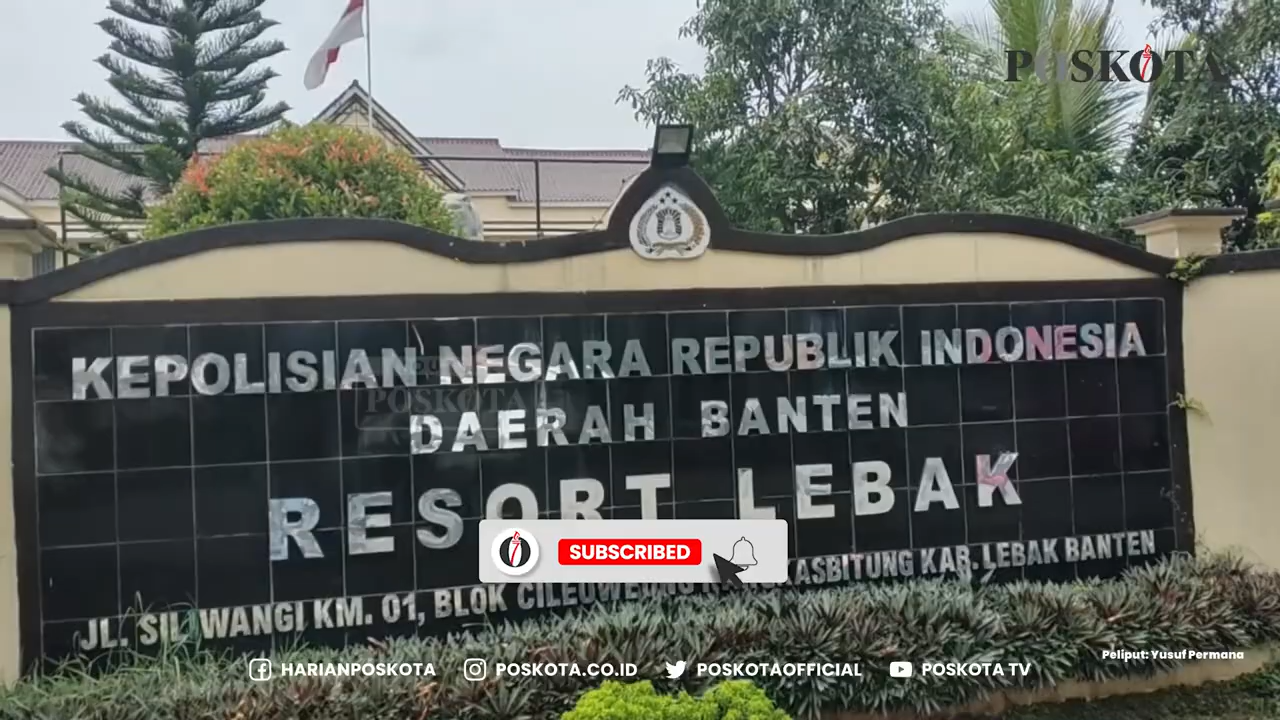 POSKOTA
KEPOLISIAN NEGARA REPUBLIK INDONESIA
POSKOTA
DAERAH BANTEN
RESORT LEBAK
SUBSCRIBED
JL. SILIWANGI KM. 01, BLOK CILEUWEUNG RANGKASBITUNG KAB. LEBAK BANTEN
Peliput: Yusuf Permana
HARIANPOSKOTA POSKOTA.CO.ID POSKOTAOFFICIAL POSKOTA TV